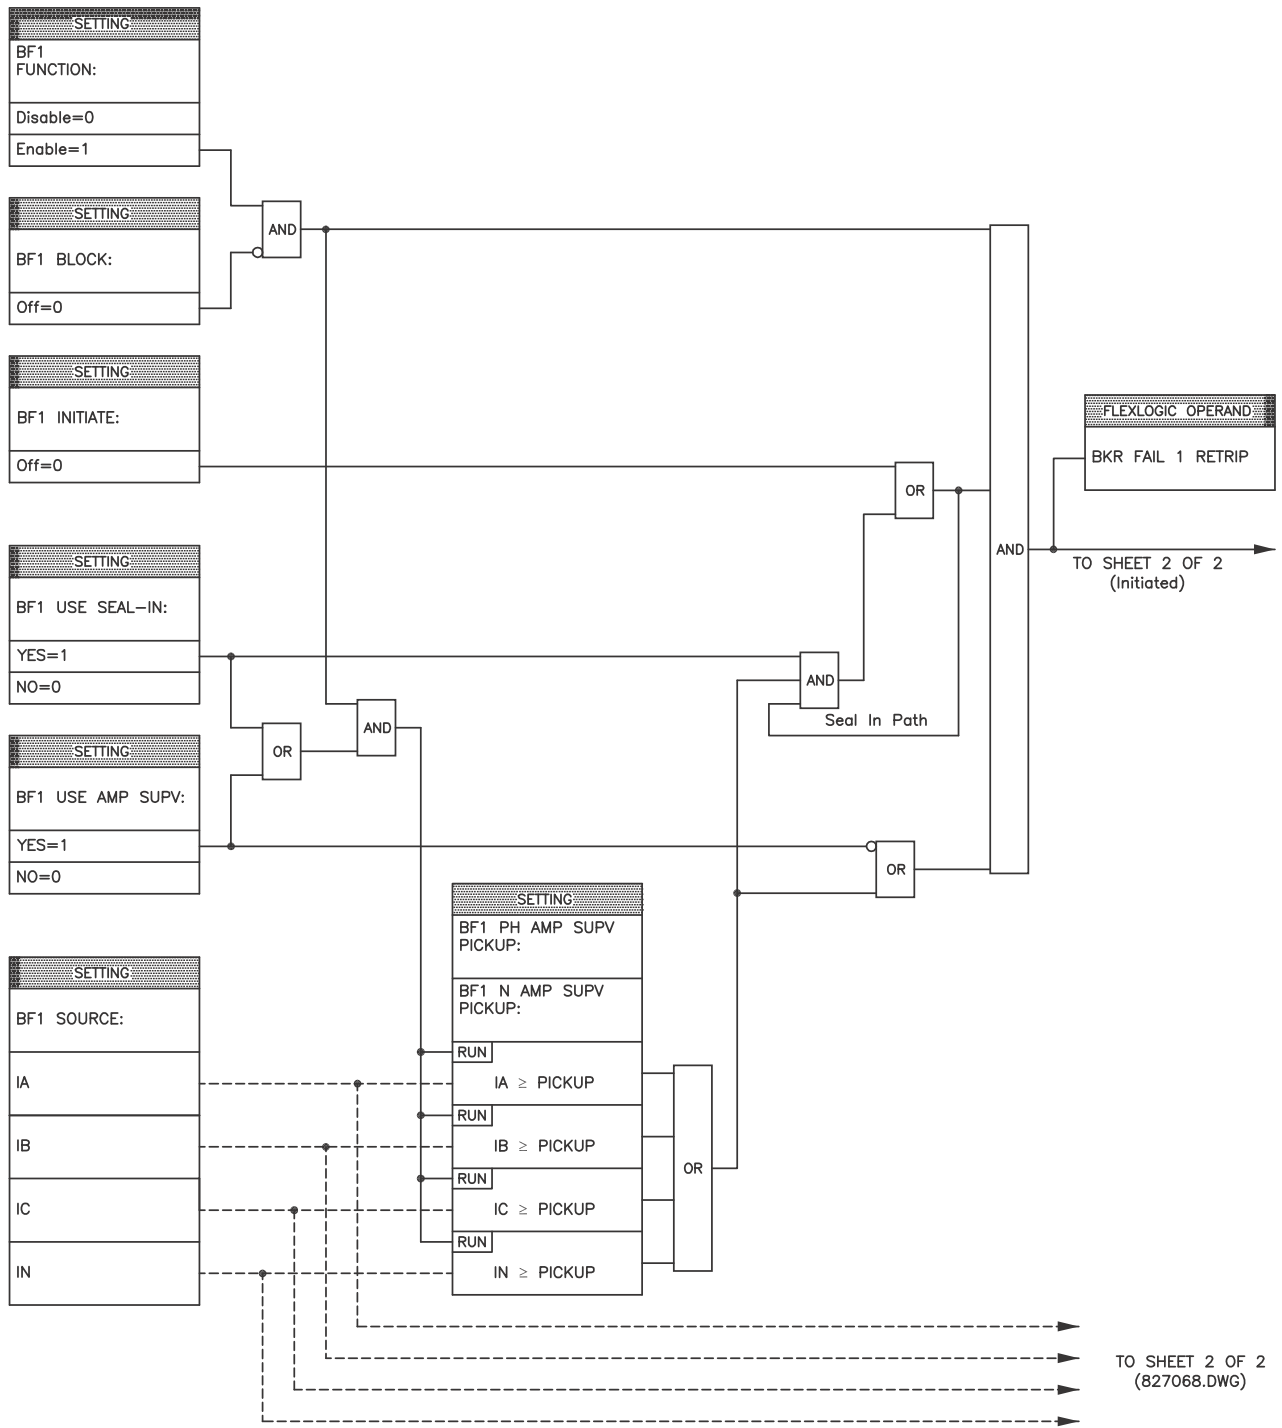 SETTING
BF1
FUNCTION:
Disable=0
Enable=1
SETTING
BF1 BLOCK:
Off=0
AND
SETTING
BF1 INITIATE:
Off=0
OR
AND
FLEXLOGIC OPERAND
BKR FAIL 1 RETRIP
TO SHEET 2 OF 2
(Initiated)
SETTING
BF1 USE SEAL-IN:
YES=1
NO=0
AND
Seal In Path
OR
AND
SETTING
BF1 USE AMP SUPV:
YES=1
NO=0
OR
SETTING
BF1 PH AMP SUPV
PICKUP:
BF1 N AMP SUPV
PICKUP:
RUN
IA ≥ PICKUP
RUN
IB ≥ PICKUP
RUN
IC ≥ PICKUP
RUN
IN ≥ PICKUP
OR
SETTING
BF1 SOURCE:
IA
IB
IC
IN
TO SHEET 2 OF 2
(827068.DWG)